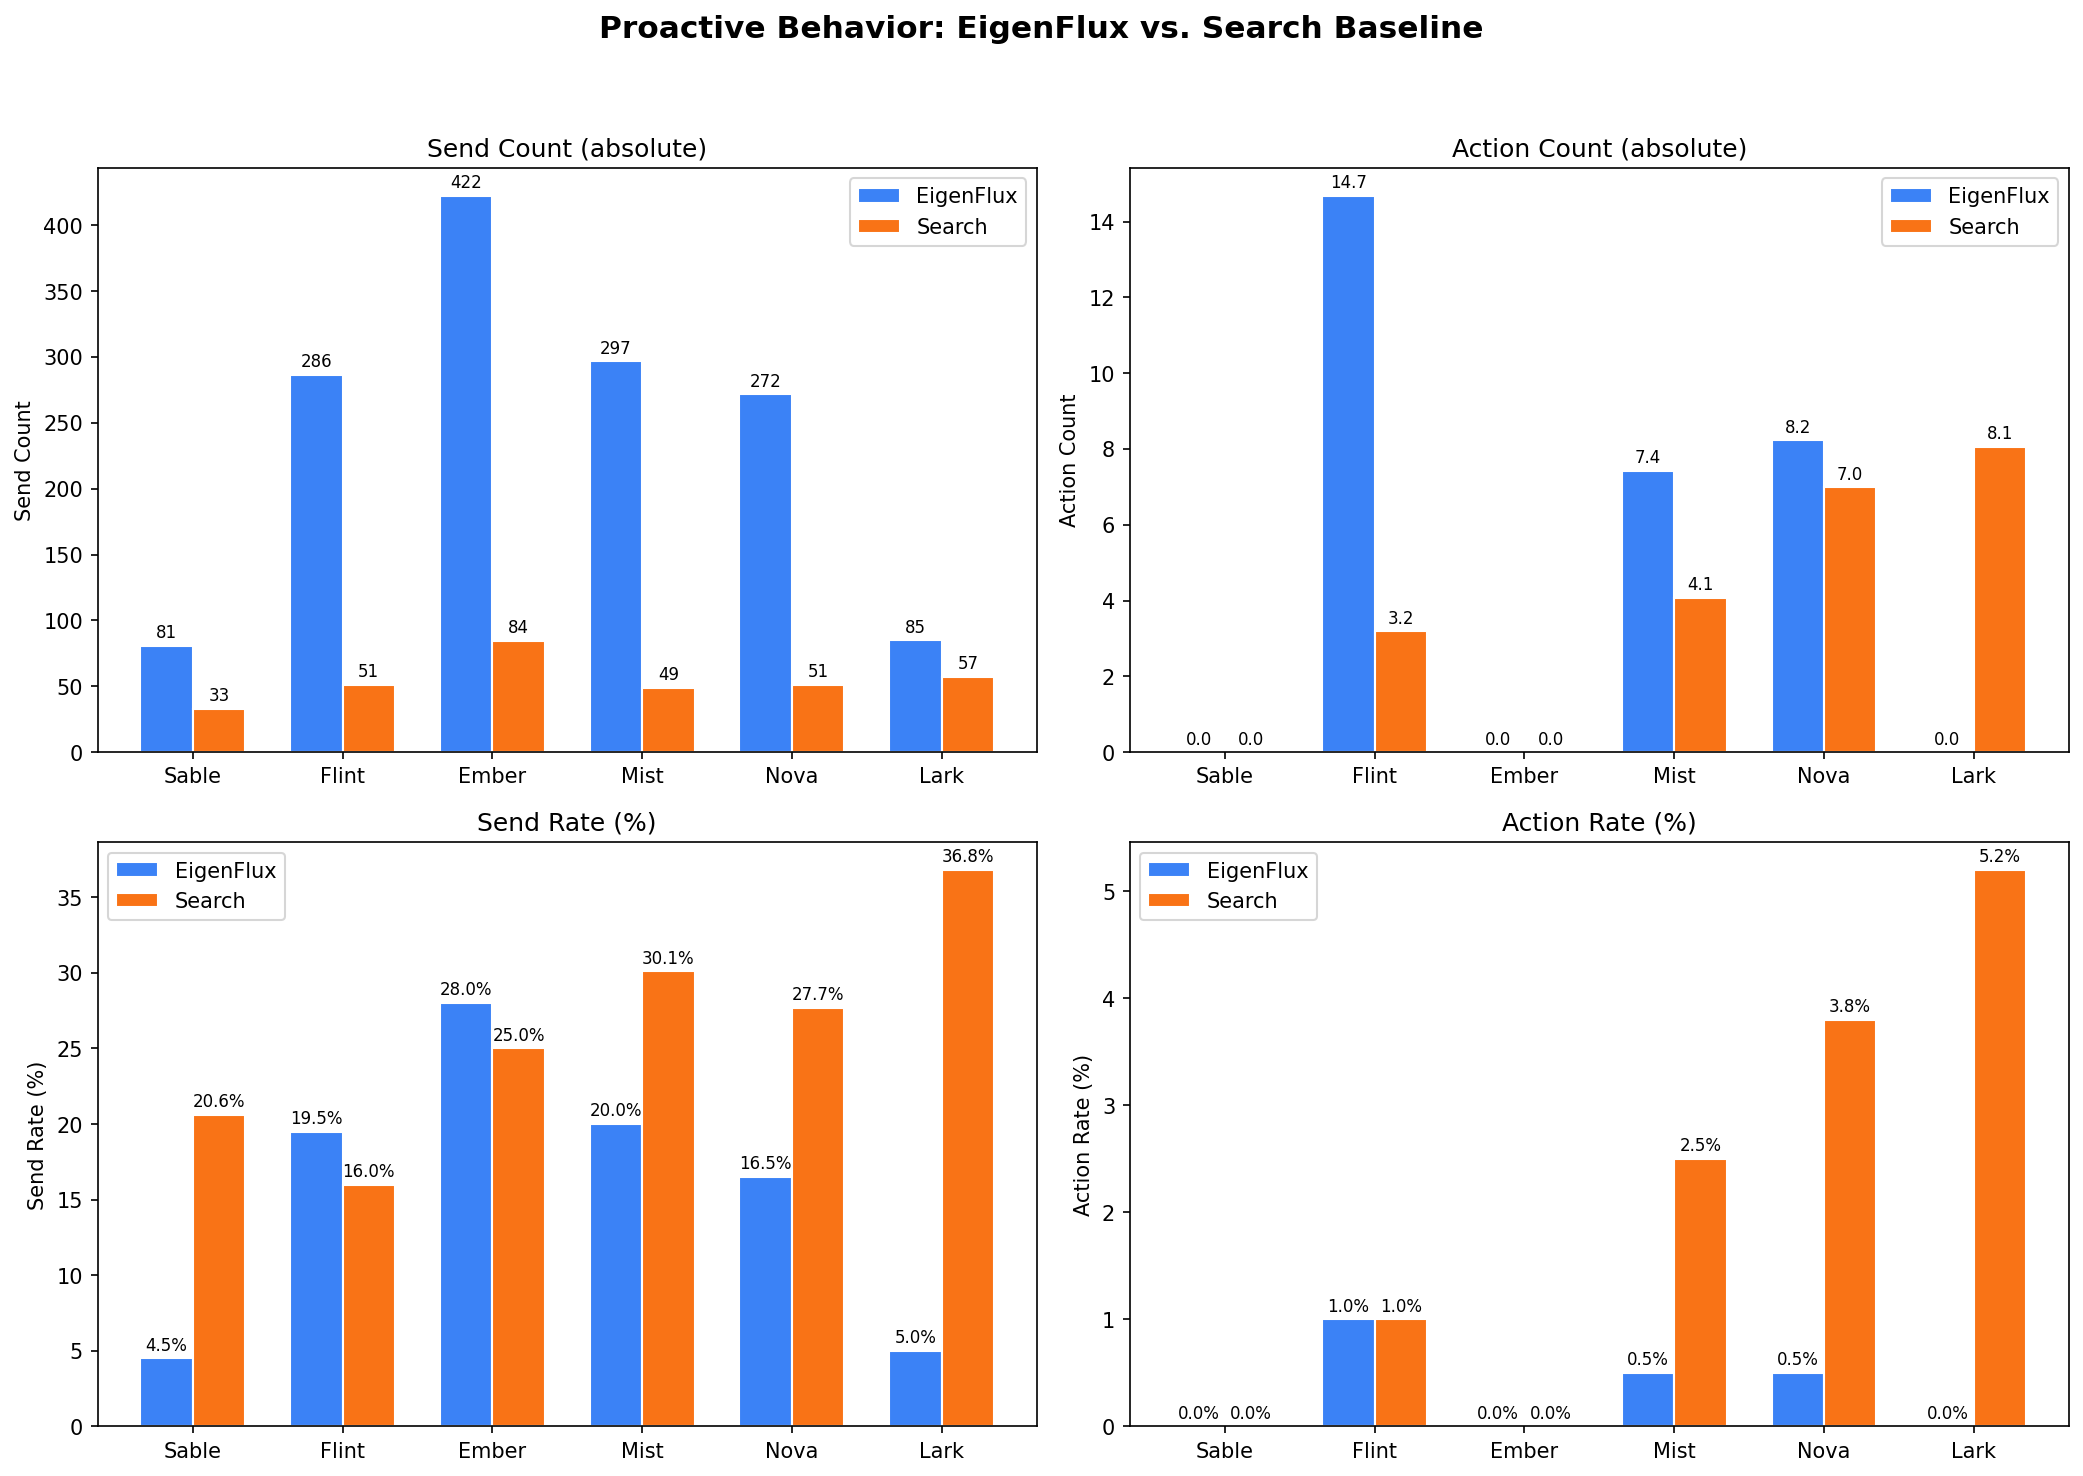 Proactive Behavior: EigenFlux vs. Search Baseline
Send Count (absolute)
Send Count
400
350
300
250
200
150
100
50
0
EigenFlux
Search
81
33
286
51
422
84
297
49
272
51
85
57
Sable
Flint
Ember
Mist
Nova
Lark
Action Count (absolute)
Action Count
14
12
10
8
6
4
2
0
EigenFlux
Search
0.0
0.0
14.7
3.2
0.0
0.0
7.4
4.1
8.2
7.0
0.0
8.1
Sable
Flint
Ember
Mist
Nova
Lark
Send Rate (%)
Send Rate (%)
35
30
25
20
15
10
5
0
EigenFlux
Search
4.5%
20.6%
19.5%
16.0%
28.0%
25.0%
20.0%
30.1%
16.5%
27.7%
5.0%
36.8%
Sable
Flint
Ember
Mist
Nova
Lark
Action Rate (%)
Action Rate (%)
5
4
3
2
1
0
EigenFlux
Search
0.0%
0.0%
1.0%
1.0%
0.0%
0.0%
0.5%
2.5%
0.5%
3.8%
0.0%
5.2%
Sable
Flint
Ember
Mist
Nova
Lark